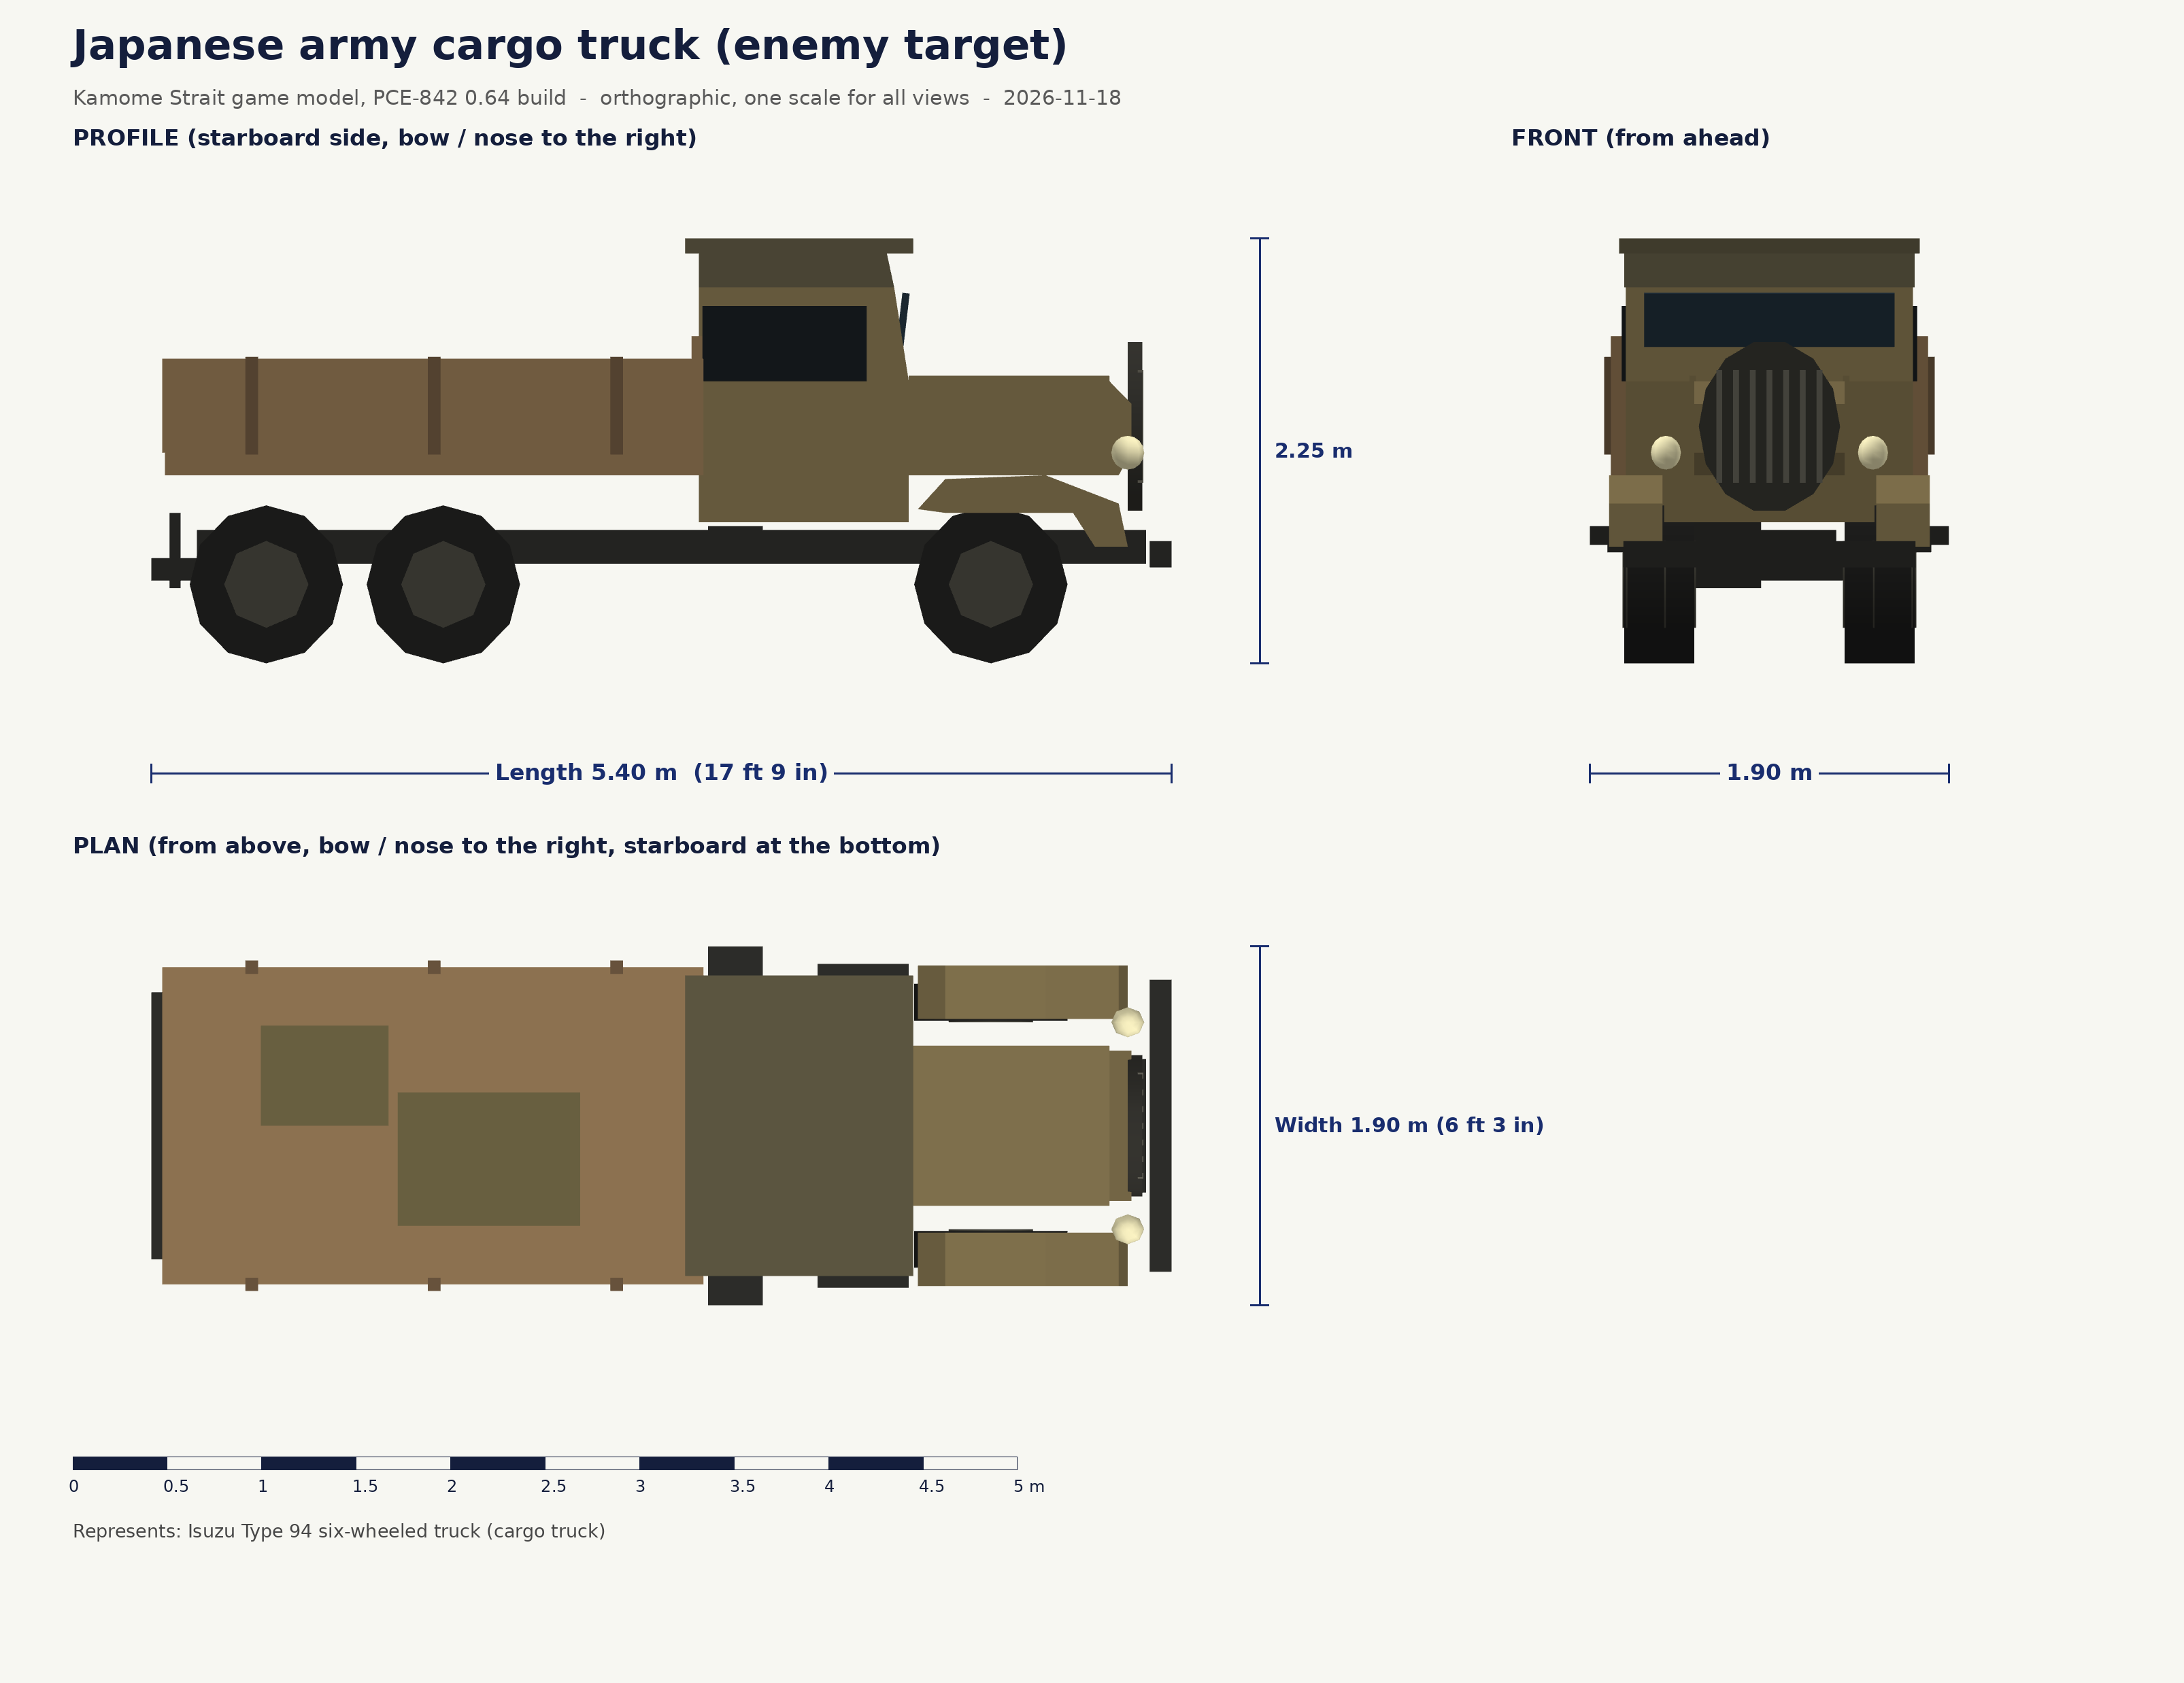 Japanese army cargo truck (enemy target)
Kamome Strait game model, PCE-842 0.64 build  -  orthographic, one scale for all views  -  2026-11-18
PROFILE (starboard side, bow / nose to the right)
FRONT (from ahead)
2.25 m
Length 5.40 m  (17 ft 9 in)
1.90 m
PLAN (from above, bow / nose to the right, starboard at the bottom)
Width 1.90 m (6 ft 3 in)
0 0.5 1 1.5 2 2.5 3 3.5 4 4.5 5 m
Represents: Isuzu Type 94 six-wheeled truck (cargo truck)